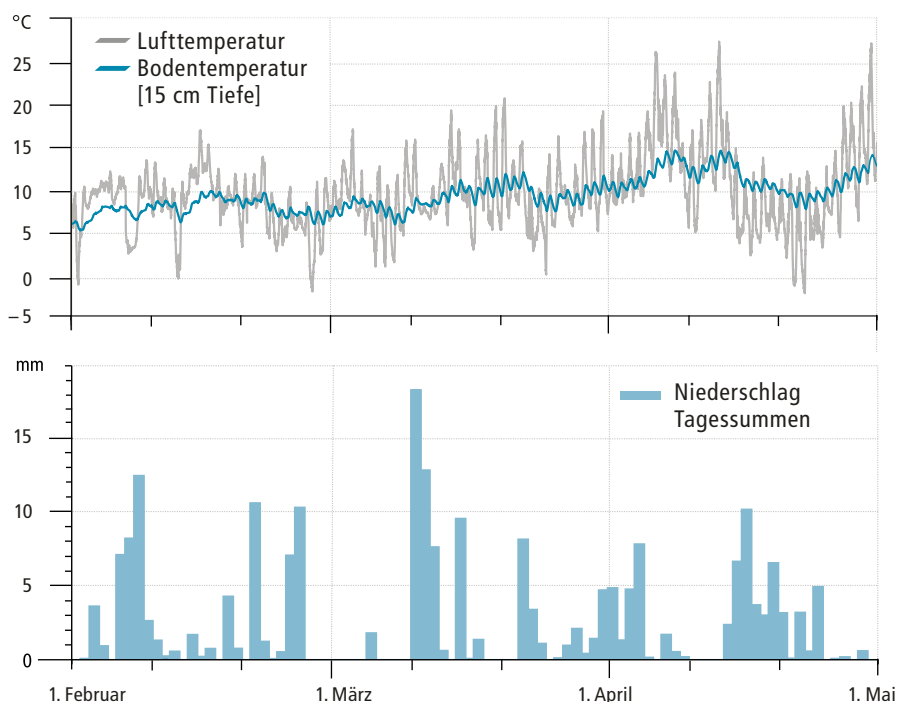 °C
Lufttemperatur
Bodentemperatur
[15 cm Tiefe]
25
20
15
10
5
0
–5
mm
Niederschlag
Tagessummen
15
10
5
0
1. Februar
1. März
1. April
1. Mai